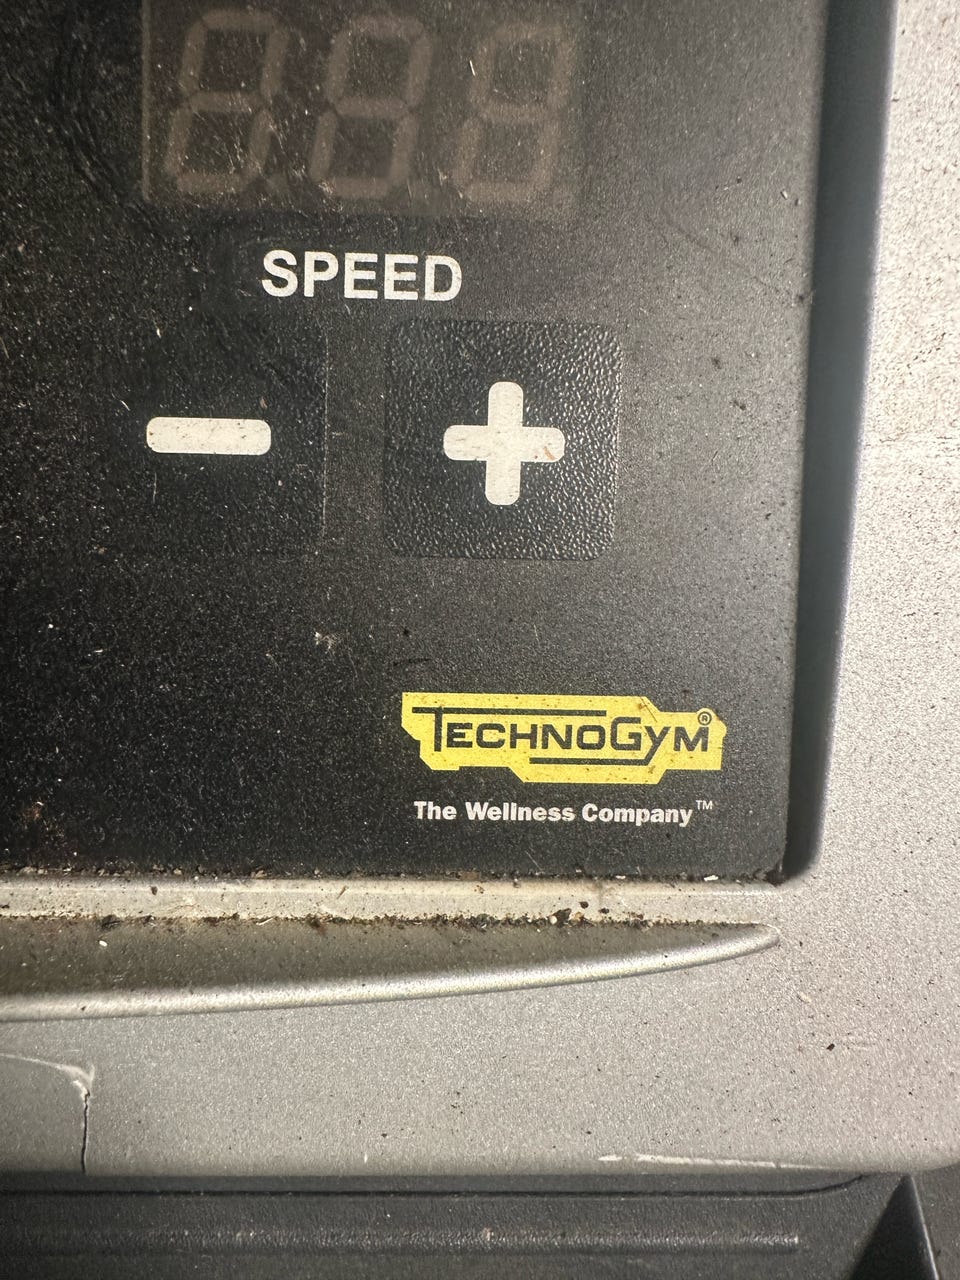 SPEED
− +
TECHNOGYM®
The Wellness Company™